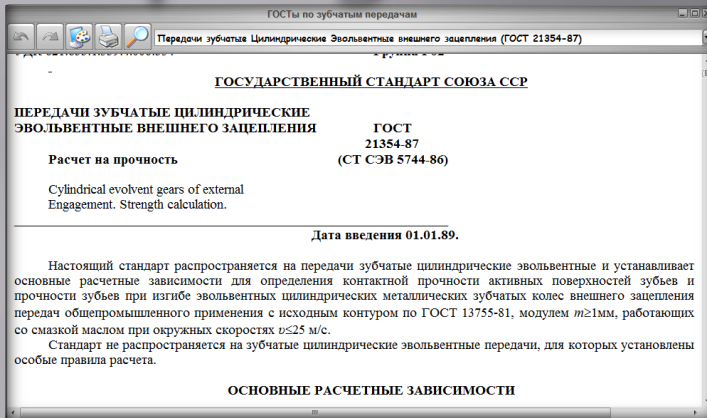 ГОСТы по зубчатым передачам
Передачи зубчатые Цилиндрические Эвольвентные внешнего зацепления (ГОСТ 21354-87)
ГОСУДАРСТВЕННЫЙ СТАНДАРТ СОЮЗА ССР
ПЕРЕДАЧИ ЗУБЧАТЫЕ ЦИЛИНДРИЧЕСКИЕ
ЭВОЛЬВЕНТНЫЕ ВНЕШНЕГО ЗАЦЕПЛЕНИЯ ГОСТ
21354-87
Расчет на прочность (СТ СЭВ 5744-86)
Cylindrical evolvent gears of external
Engagement. Strength calculation.
Дата введения 01.01.89.
Настоящий стандарт распространяется на передачи зубчатые цилиндрические эвольвентные и устанавливает
основные расчетные зависимости для определения контактной прочности активных поверхностей зубьев и
прочности зубьев при изгибе эвольвентных цилиндрических металлических зубчатых колес внешнего зацепления
передач общепромышленного применения с исходным контуром по ГОСТ 13755-81, модулем m≥1мм, работающих
со смазкой маслом при окружных скоростях υ≤25 м/с.
Стандарт не распространяется на зубчатые цилиндрические эвольвентные передачи, для которых установлены
особые правила расчета.
ОСНОВНЫЕ РАСЧЕТНЫЕ ЗАВИСИМОСТИ